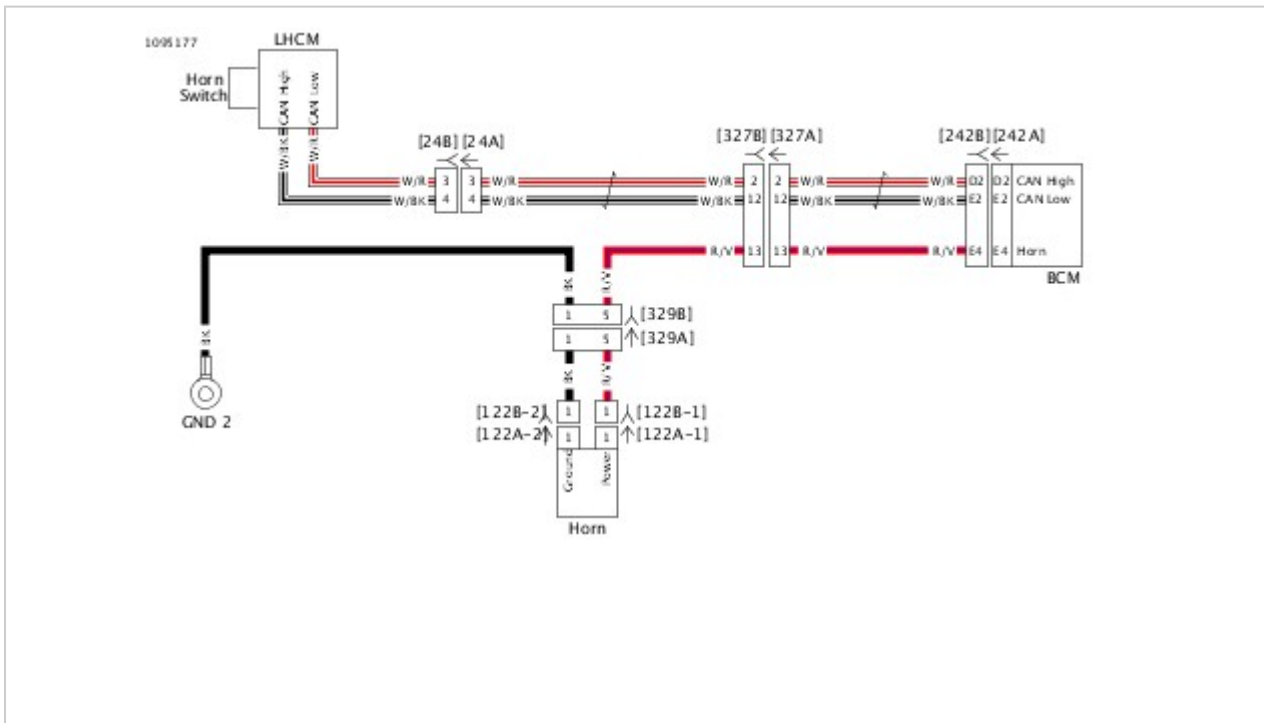 1095177
LHCM
Horn
Switch
CAN High
CAN Low
W/BK
W/R
[24B] [24A]
[327B] [327A]
[242B] [242A]
W/R 3 3 W/R W/R 2 2 W/R W/R D2 D2 CAN High
W/BK 4 4 W/BK W/BK 12 12 W/BK W/BK E2 E2 CAN Low
R/V 13 13 R/V R/V E4 E4 Horn
BCM
BK R/V
1 5 [329B]
1 5 [329A]
BK
BK R/V
GND 2
[122B-2] 1 1 [122B-1]
[122A-2] 1 1 [122A-1]
Ground
Power
Horn